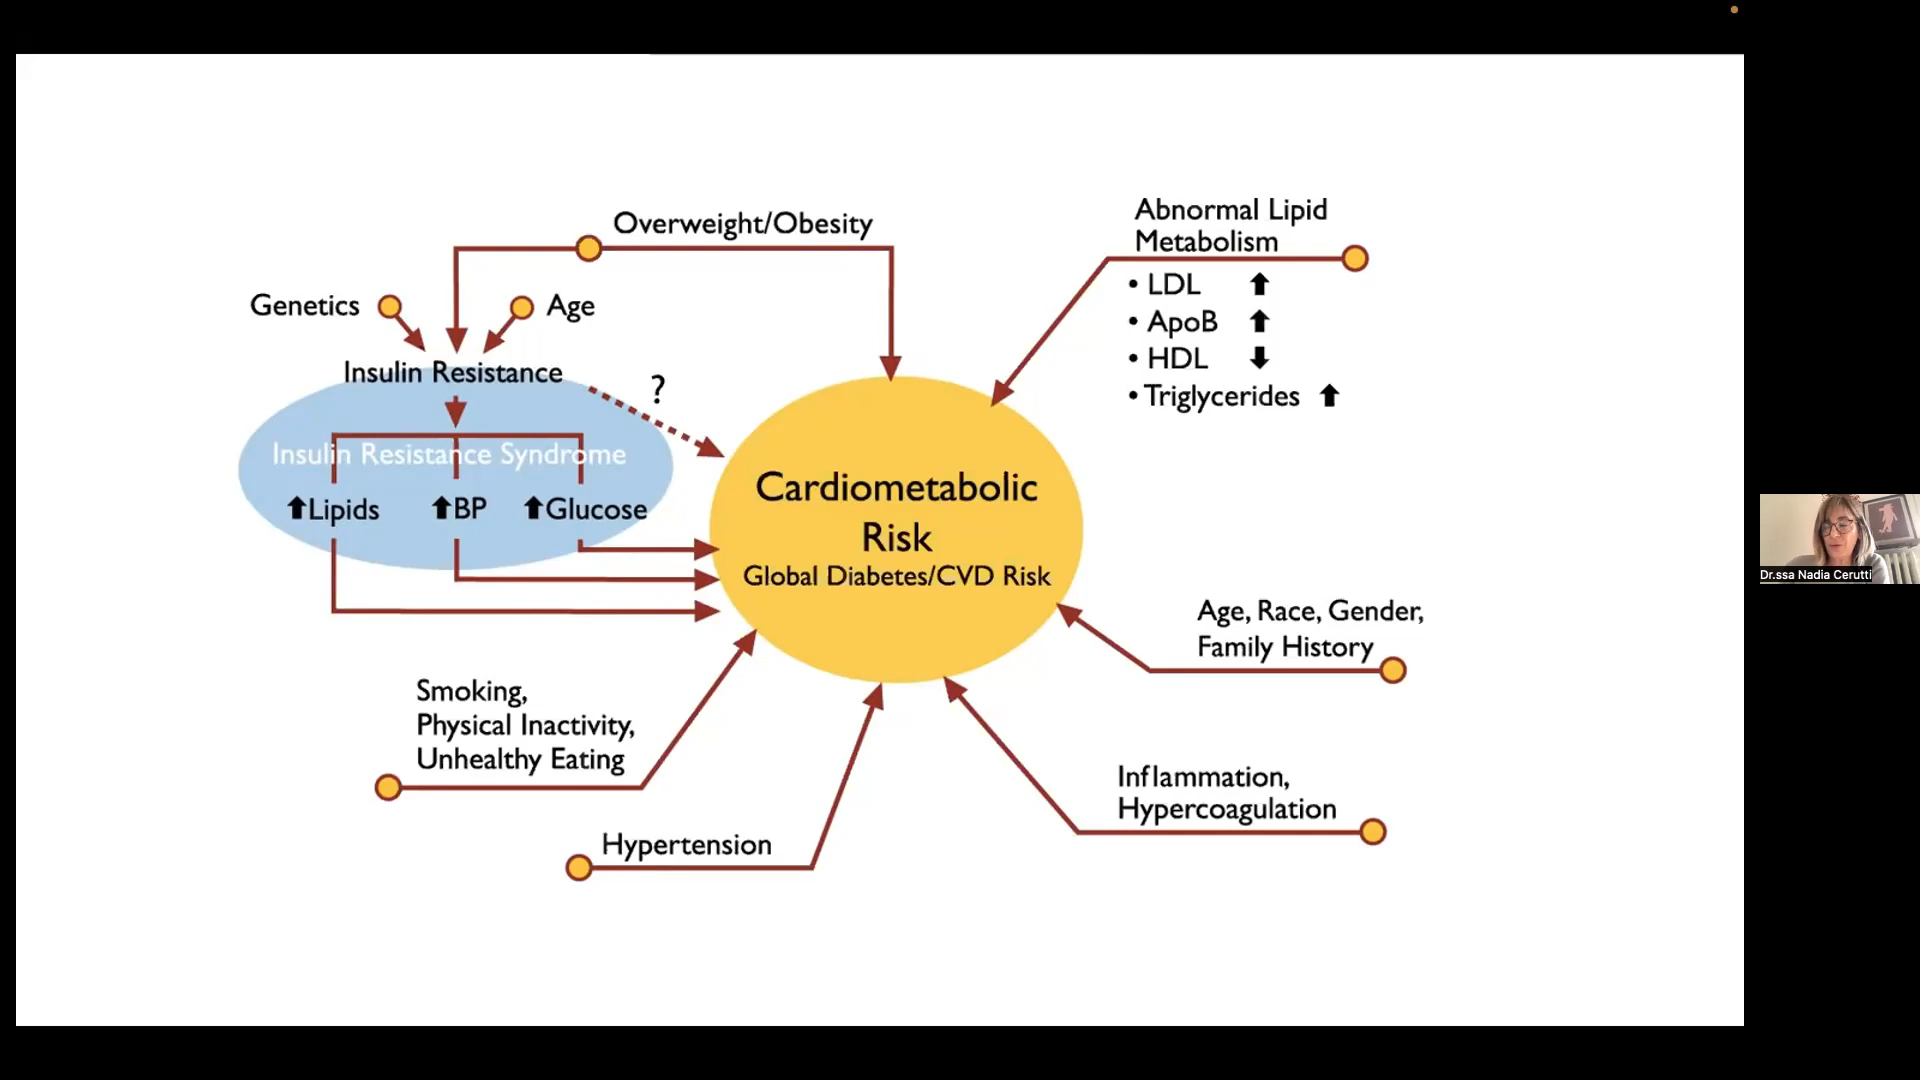 Overweight/Obesity
Genetics
Age
Insulin Resistance
?
Insulin Resistance Syndrome
⬆Lipids
⬆BP
⬆Glucose
Abnormal Lipid
Metabolism
• LDL ⬆
• ApoB ⬆
• HDL ⬇
• Triglycerides ⬆
Cardiometabolic
Risk
Global Diabetes/CVD Risk
Age, Race, Gender,
Family History
Smoking,
Physical Inactivity,
Unhealthy Eating
Inflammation,
Hypercoagulation
Hypertension
Dr.ssa Nadia Cerutti